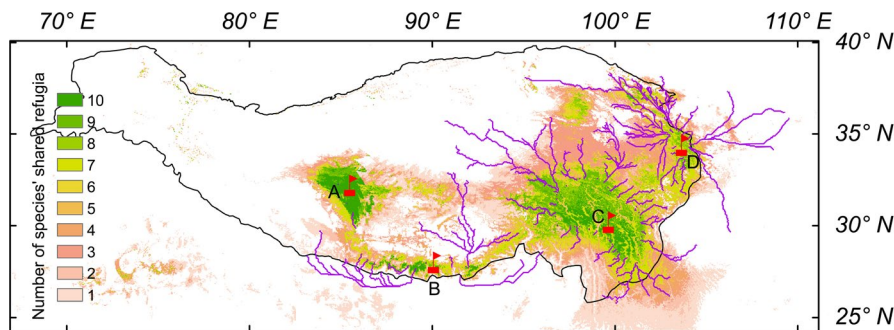 70° E 80° E 90° E 100° E 110° E
40° N
35° N
30° N
25° N
Number of species' shared refugia
10
9
8
7
6
5
4
3
2
1
A
B
C
D